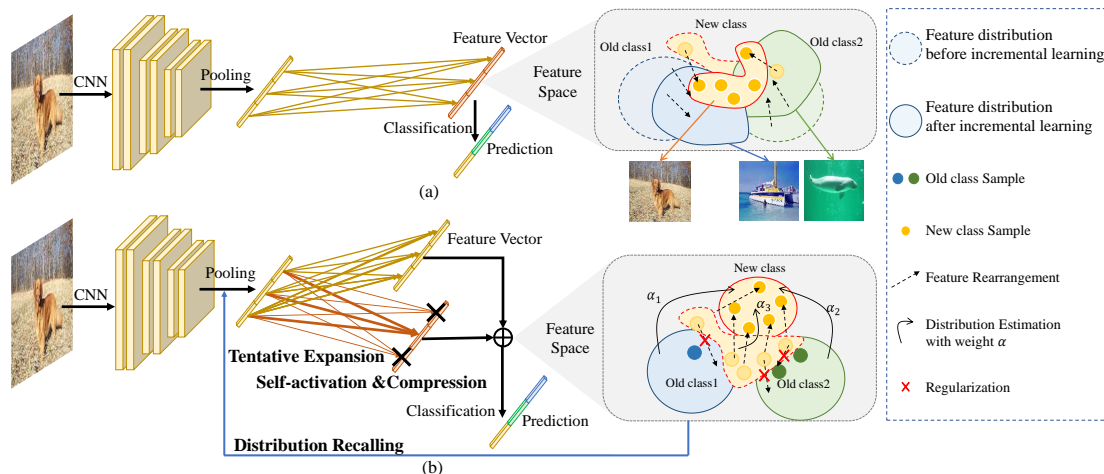 CNN
Pooling
Feature Vector
Classification
Prediction
(a)
Feature
Space
New class
Old class1
Old class2
CNN
Pooling
Feature Vector
Tentative Expansion
Self-activation &Compression
Classification
Prediction
Distribution Recalling
(b)
Feature
Space
New class
α1
α3
α2
Old class1
Old class2
Feature distribution
before incremental learning
Feature distribution
after incremental learning
Old class Sample
New class Sample
Feature Rearrangement
Distribution Estimation
with weight α
Regularization